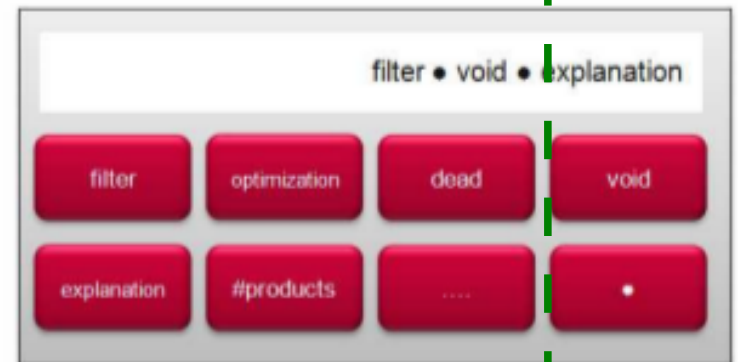 filter ● void ● explanation
filter optimization dead void
explanation #products .... ●